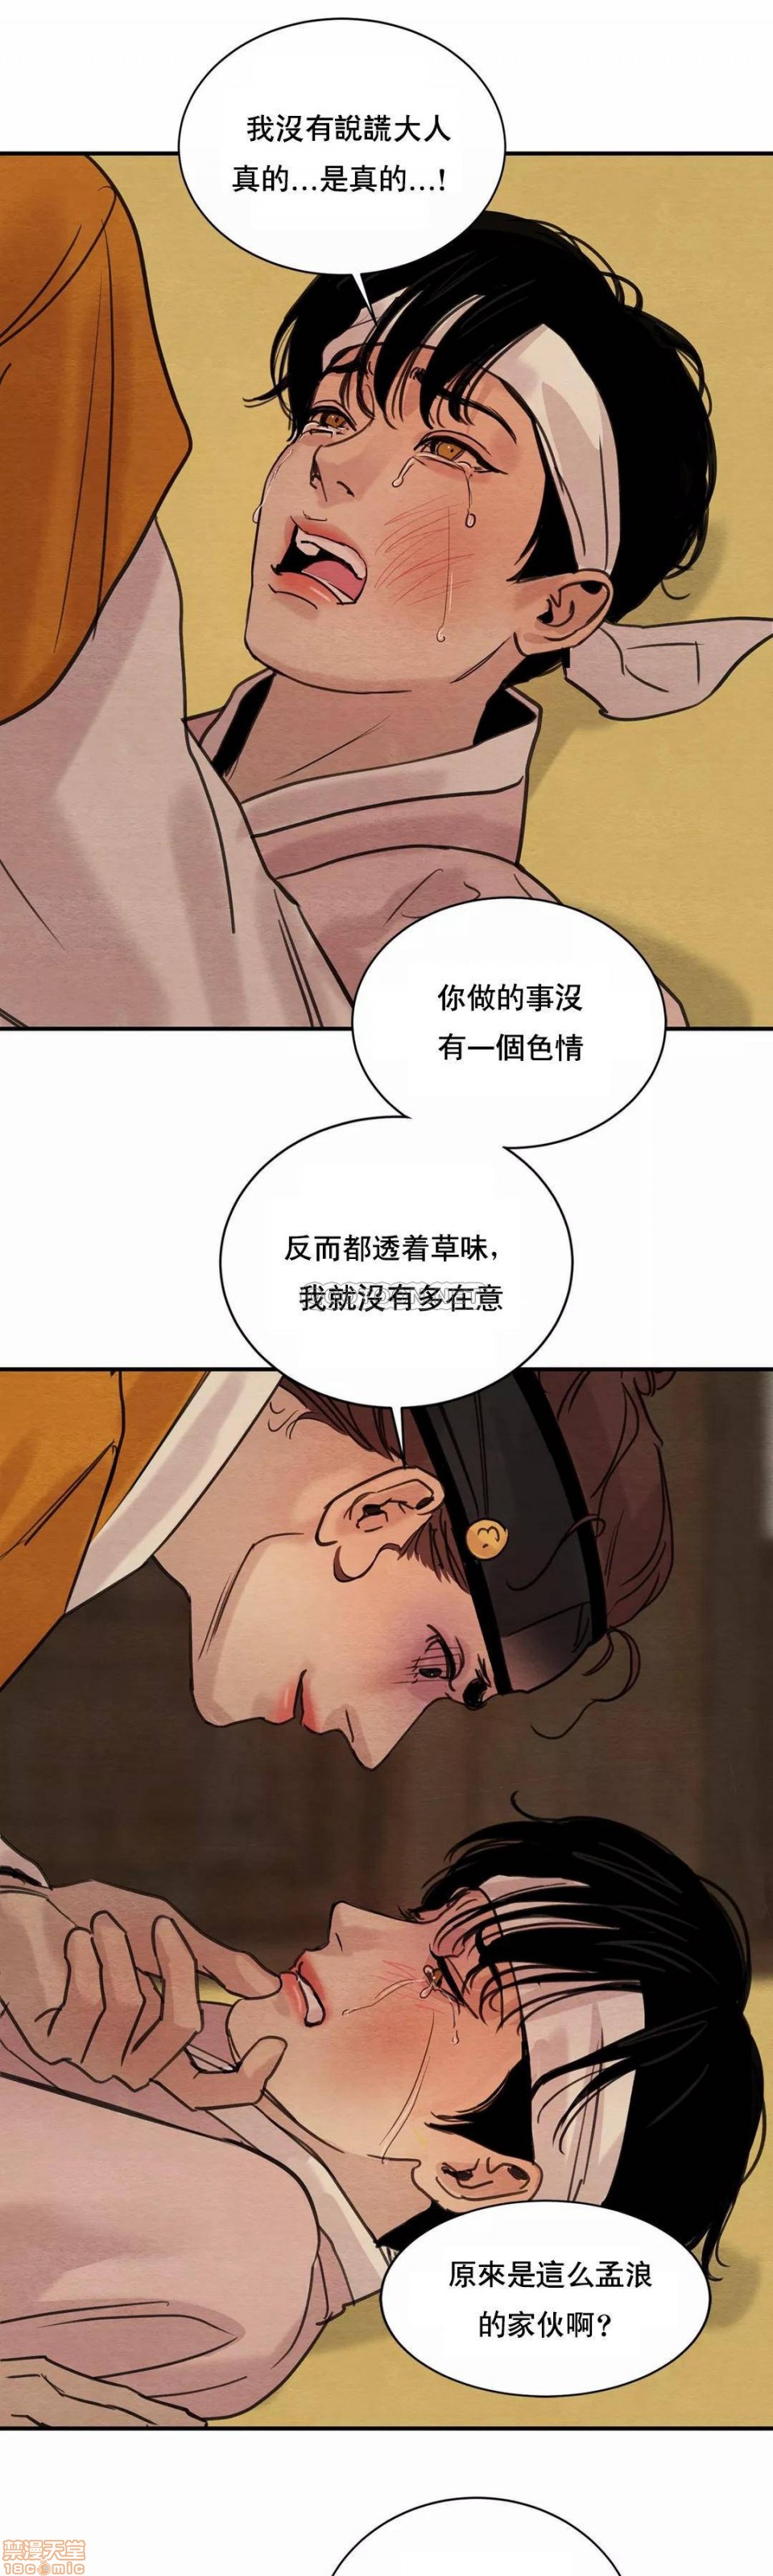 我沒有說謊大人
真的...是真的...!
你做的事沒
有一個色情
反而都透着草味，
我就没有多在意
原來是這么孟浪
的家伙啊?
禁漫天堂
18comic